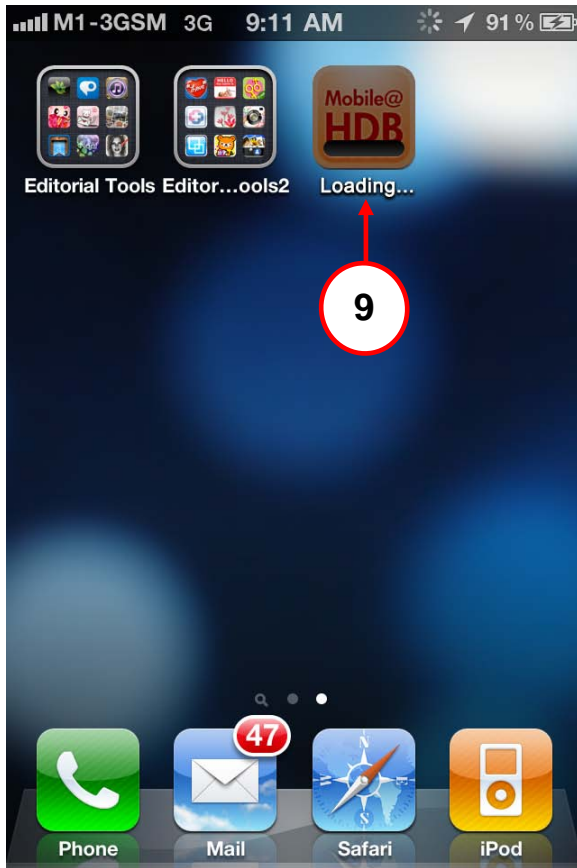 M1-3GSM 3G 9:11 AM 91%
Mobile@
HDB
Editorial Tools Editor...ools2 Loading...
9
47
Phone Mail Safari iPod